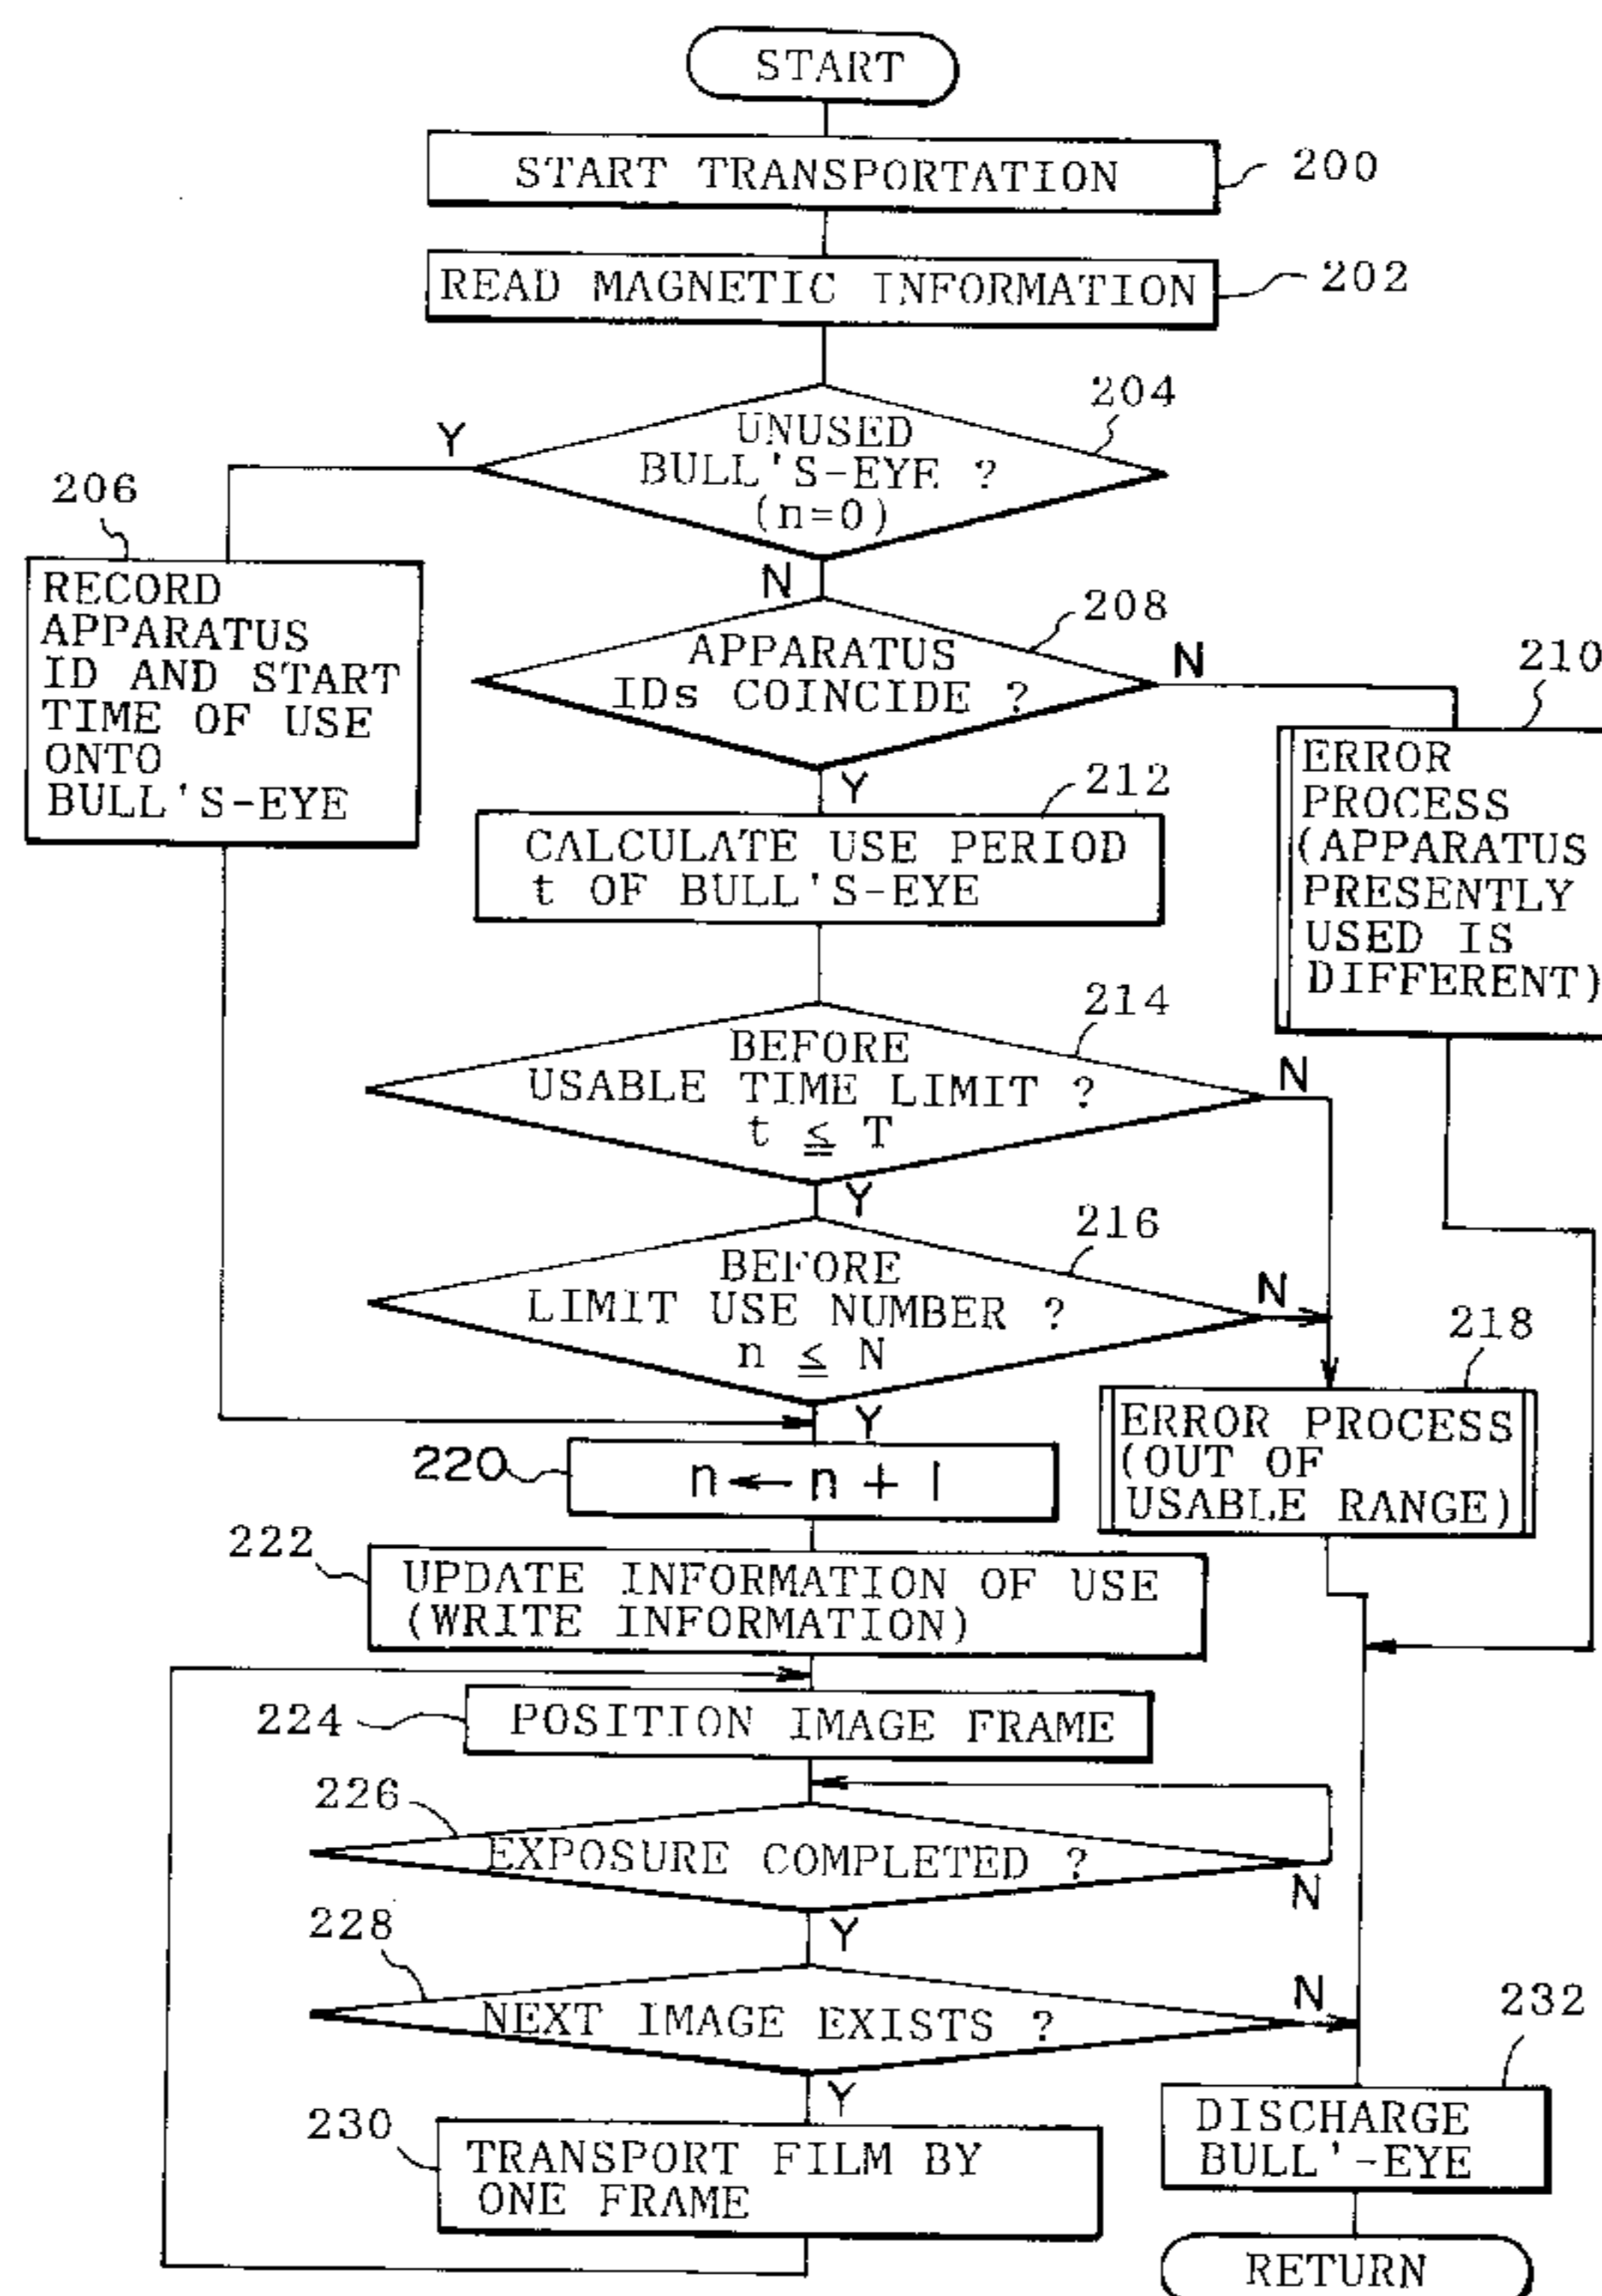 START
START TRANSPORTATION
200
READ MAGNETIC INFORMATION
202
204
UNUSED
BULL'S-EYE ?
(n=0)
Y
N
206
RECORD
APPARATUS
ID AND START
TIME OF USE
ONTO
BULL'S-EYE
208
APPARATUS
IDs COINCIDE ?
N
Y
210
ERROR
PROCESS
(APPARATUS
PRESENTLY
USED IS
DIFFERENT)
212
CALCULATE USE PERIOD
t OF BULL'S-EYE
214
BEFORE
USABLE TIME LIMIT ?
t ≦ T
N
Y
216
BEFORE
LIMIT USE NUMBER ?
n ≦ N
N
Y
218
ERROR PROCESS
(OUT OF
USABLE RANGE)
220
n ← n + 1
222
UPDATE INFORMATION OF USE
(WRITE INFORMATION)
224
POSITION IMAGE FRAME
226
EXPOSURE COMPLETED ?
N
Y
228
NEXT IMAGE EXISTS ?
N
Y
230
TRANSPORT FILM BY
ONE FRAME
232
DISCHARGE
BULL'-EYE
RETURN